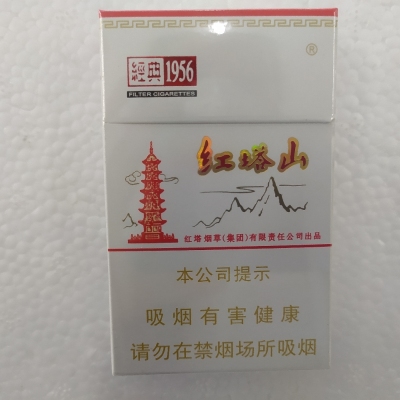 經典1956
FILTER CIGARETTES
®
红塔山
红塔烟草(集团)有限责任公司出品
本公司提示
吸烟有害健康
请勿在禁烟场所吸烟